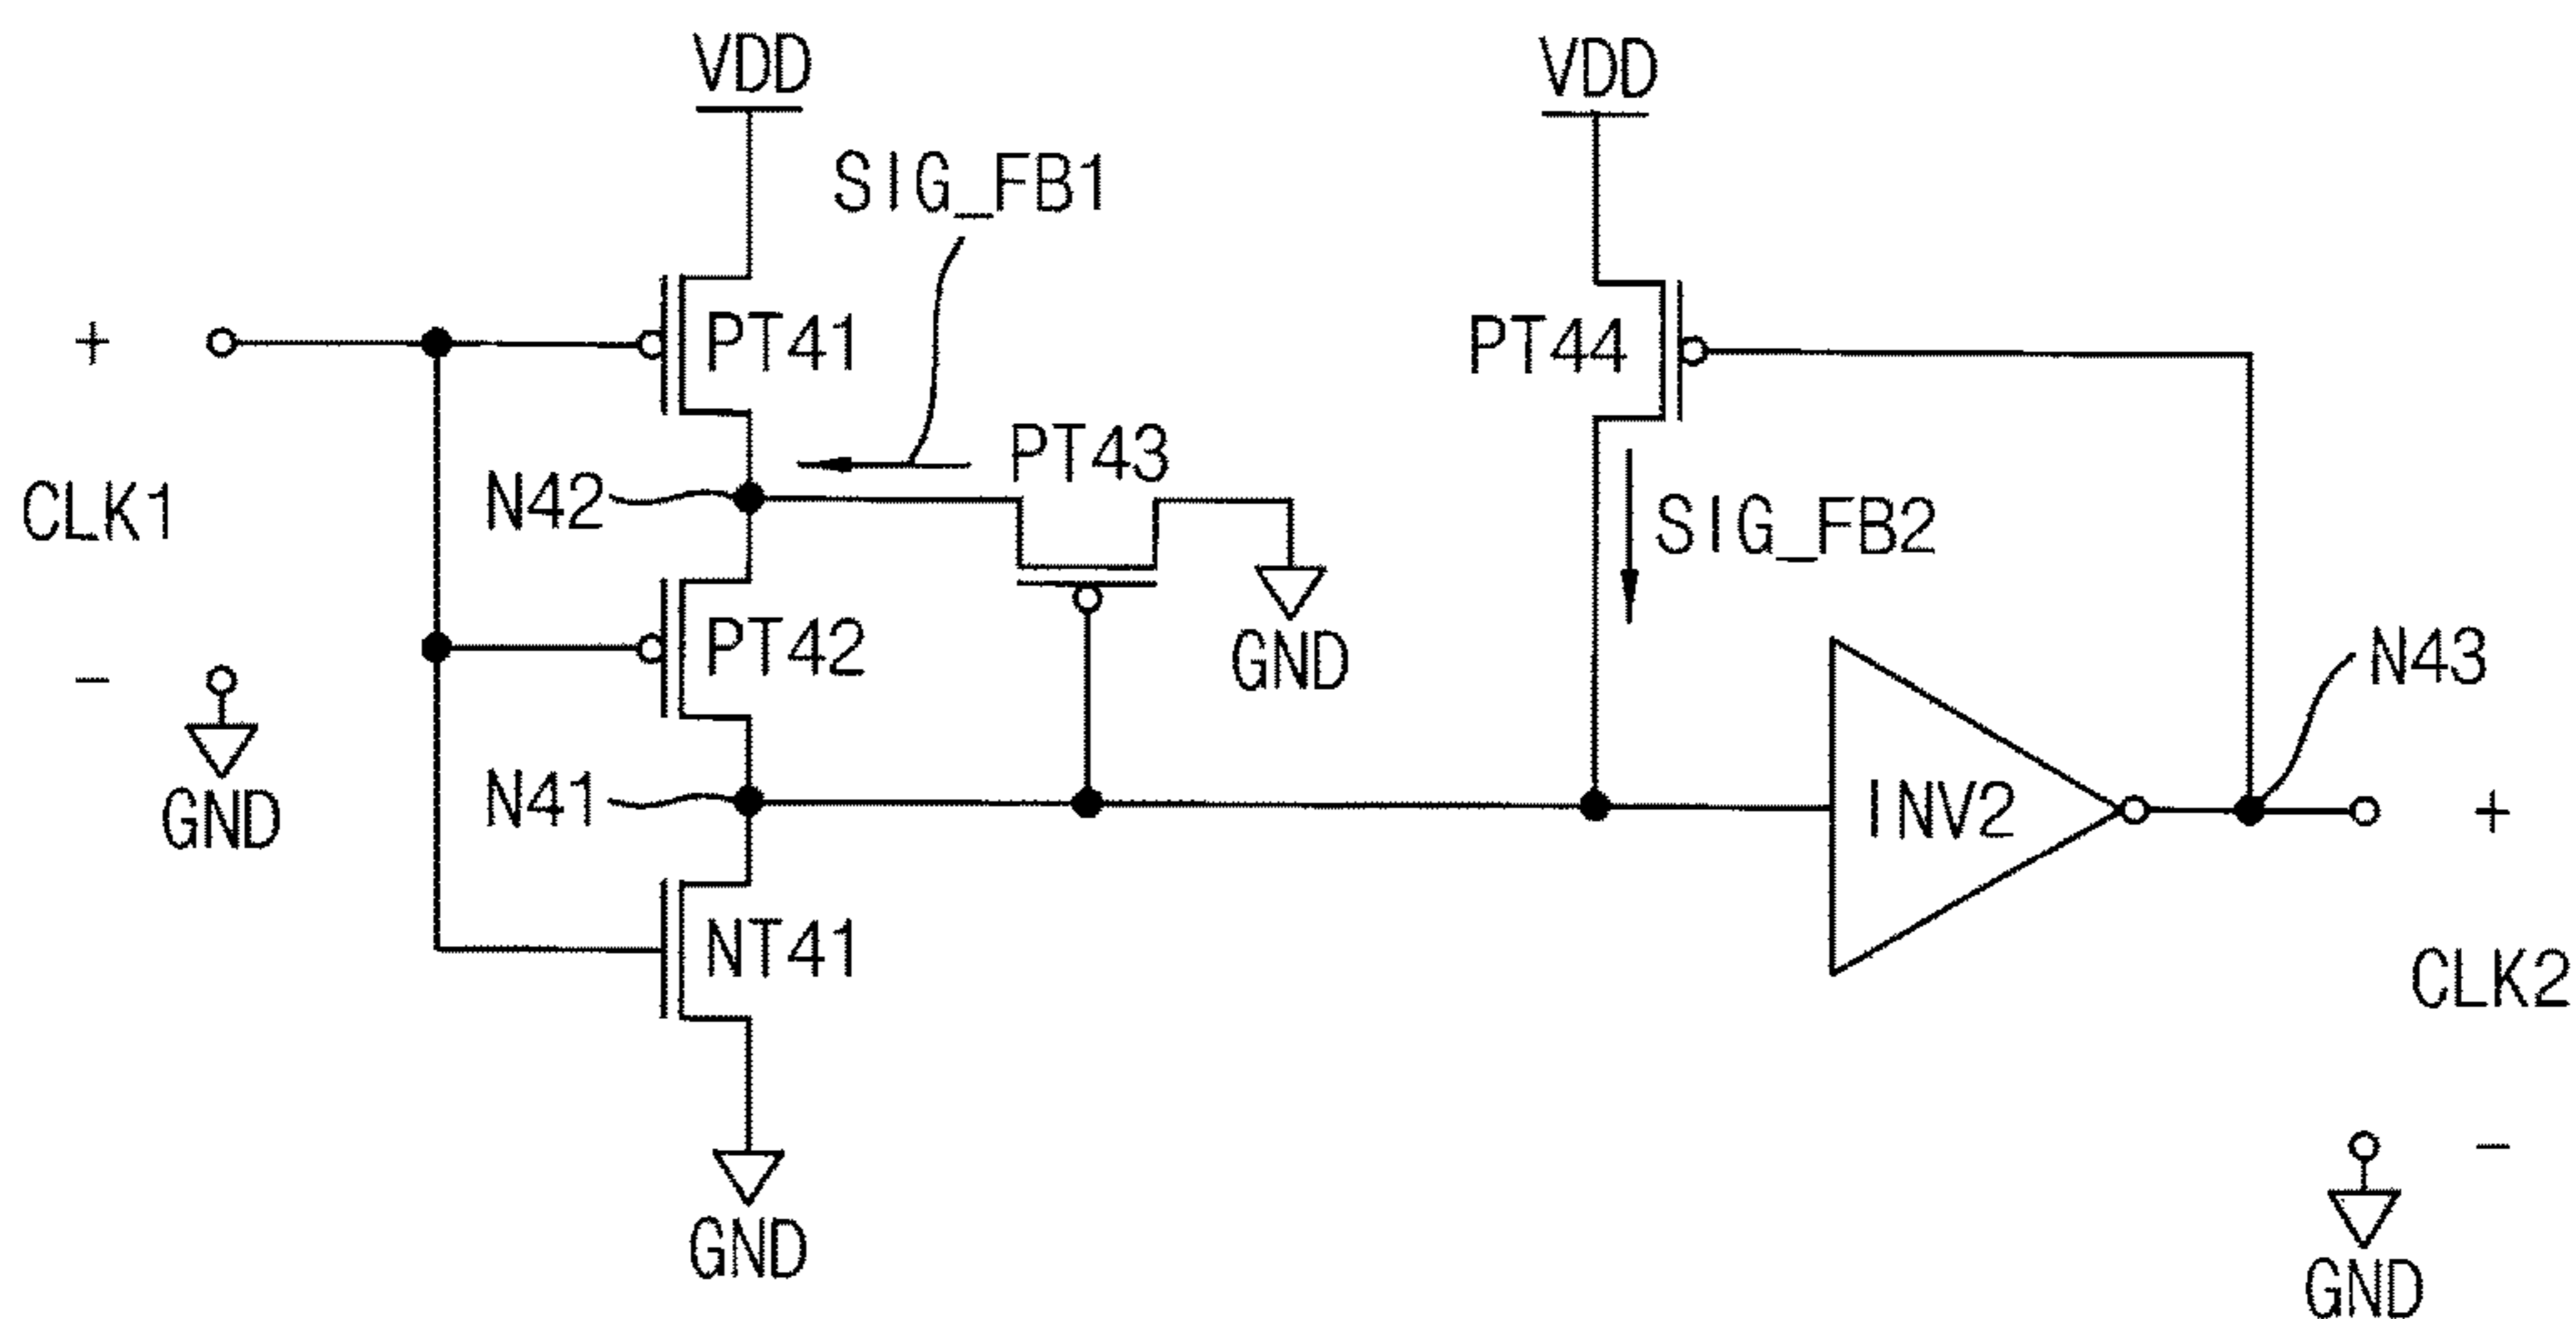 VDD
VDD
SIG_FB1
+
PT41
PT44
PT43
N42
CLK1
SIG_FB2
PT42
GND
N43
-
N41
GND
INV2
+
NT41
CLK2
-
GND
GND